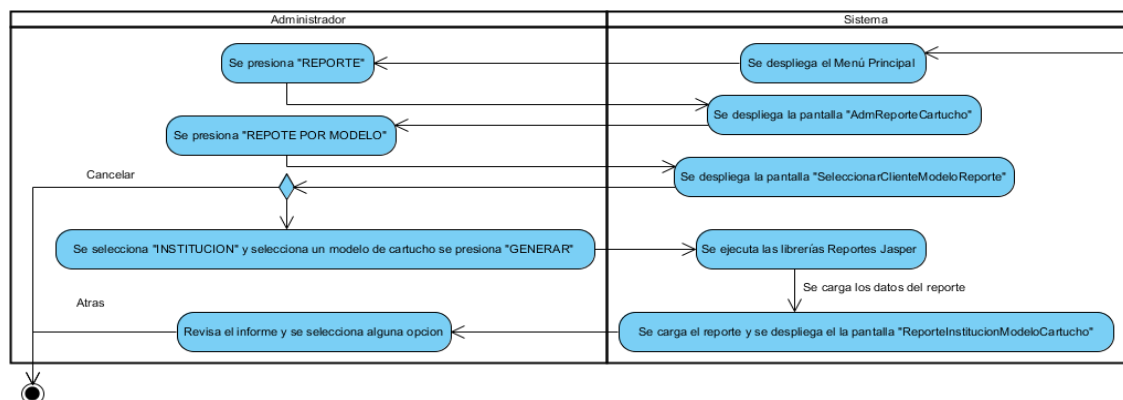 Administrador
Sistema
Se presiona "REPORTE"
Se despliega el Menú Principal
Se despliega la pantalla "AdmReporteCartucho"
Se presiona "REPOTE POR MODELO"
Cancelar
Se despliega la pantalla "SeleccionarClienteModeloReporte"
Se selecciona "INSTITUCION" y selecciona un modelo de cartucho se presiona "GENERAR"
Se ejecuta las librerías Reportes Jasper
Se carga los datos del reporte
Atras
Revisa el informe y se selecciona alguna opcion
Se carga el reporte y se despliega el la pantalla "ReporteInstitucionModeloCartucho"